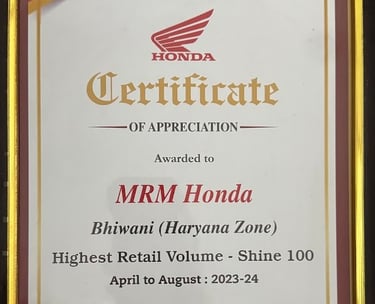 HONDA
Certificate
OF APPRECIATION
Awarded to
MRM Honda
Bhiwani (Haryana Zone)
Highest Retail Volume - Shine 100
April to August : 2023-24